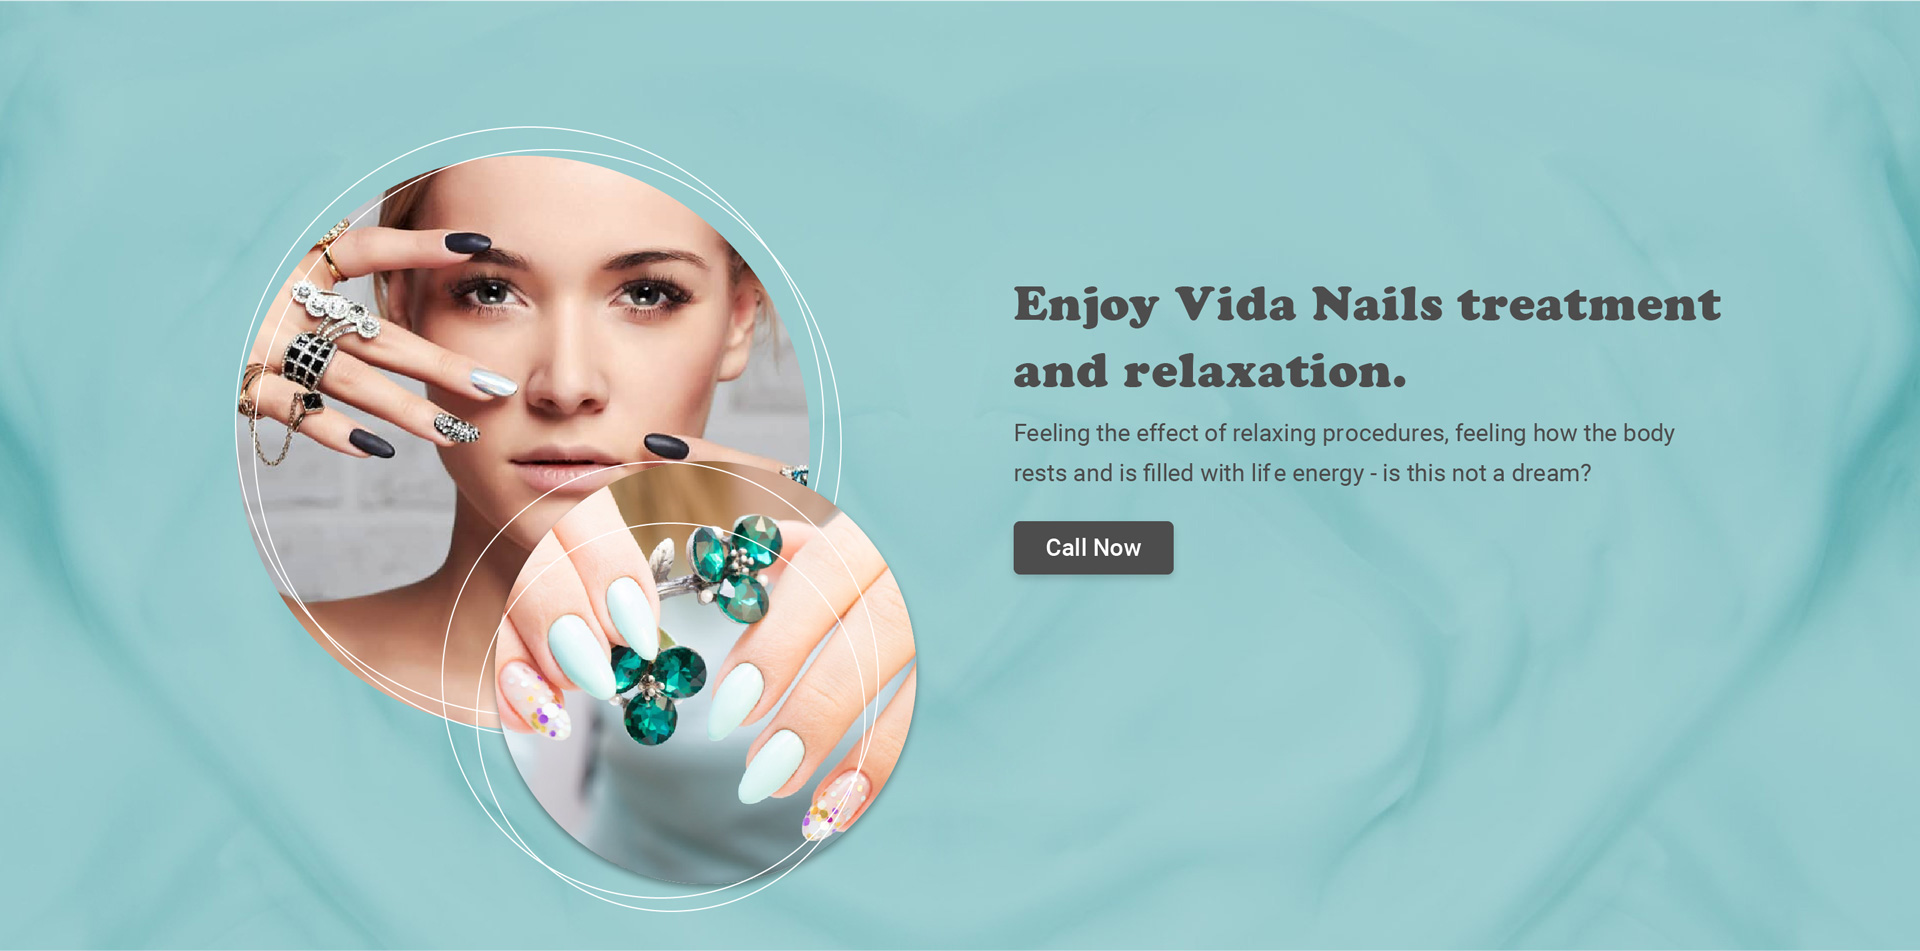 Enjoy Vida Nails treatment
and relaxation.
Feeling the effect of relaxing procedures, feeling how the body
rests and is filled with life energy - is this not a dream?
Call Now